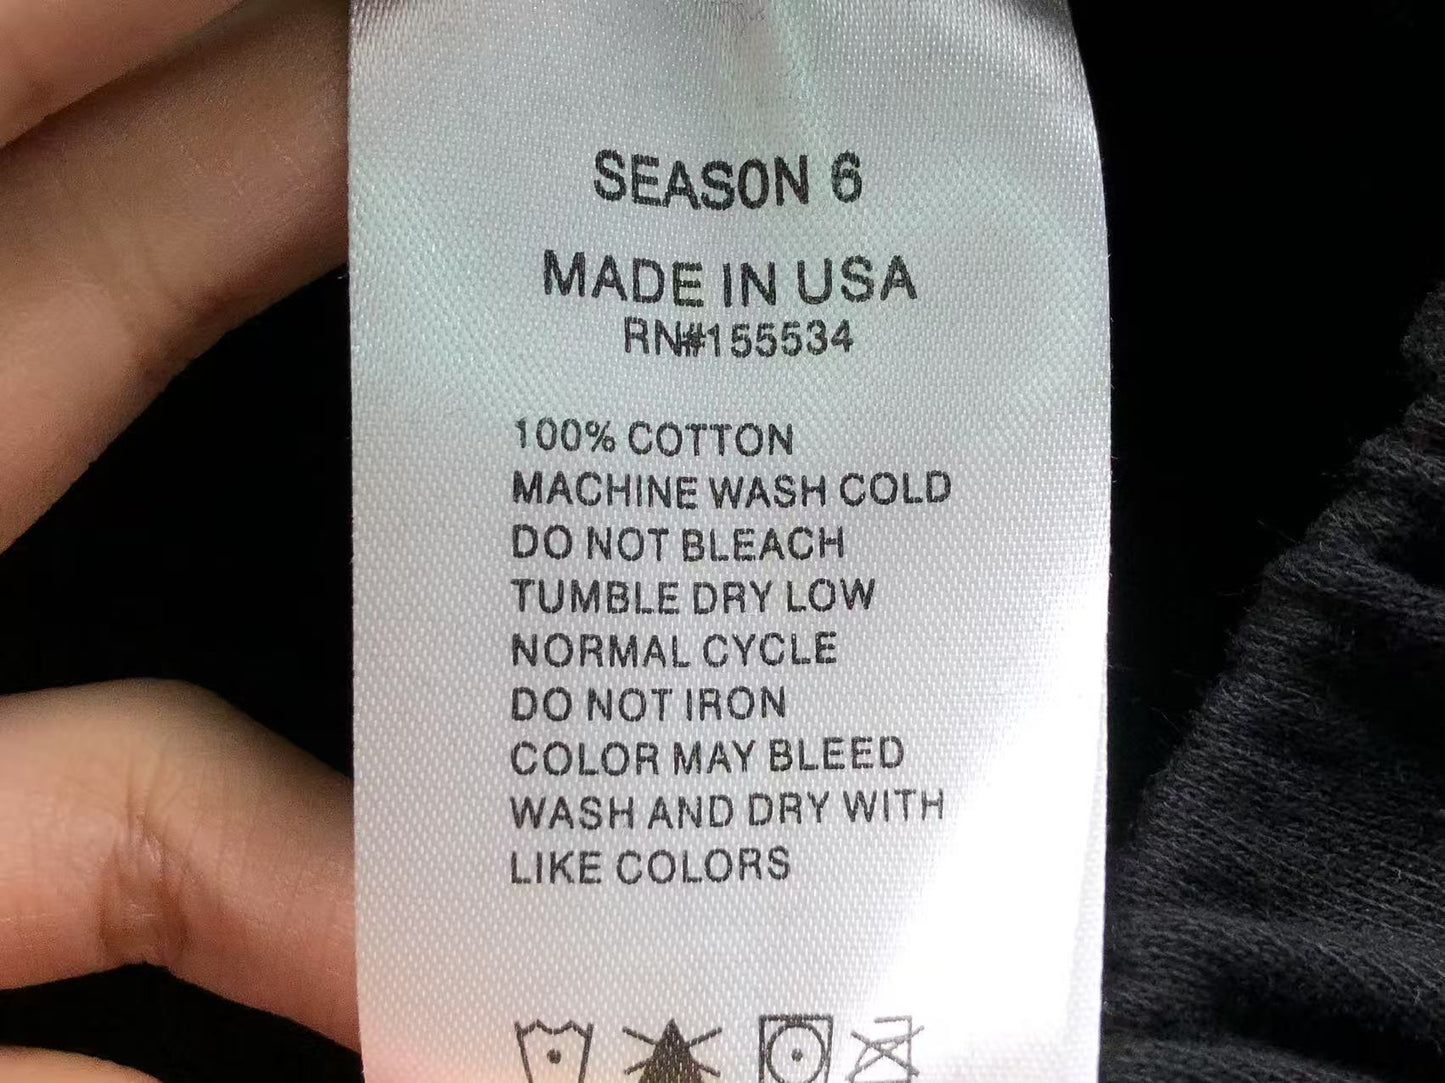 SEASON 6
MADE IN USA
RN#155534
100% COTTON
MACHINE WASH COLD
DO NOT BLEACH
TUMBLE DRY LOW
NORMAL CYCLE
DO NOT IRON
COLOR MAY BLEED
WASH AND DRY WITH
LIKE COLORS